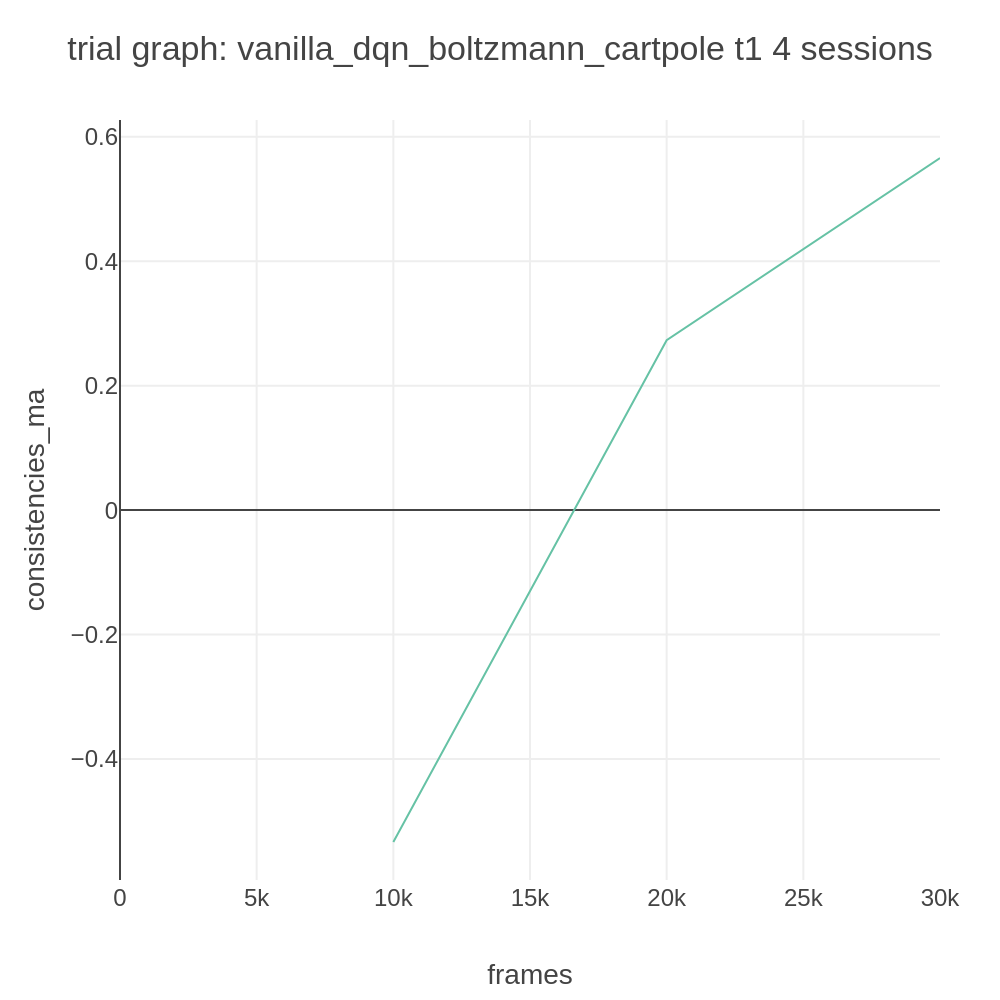 trial graph: vanilla_dqn_boltzmann_cartpole t1 4 sessions
0.6
0.4
0.2
0
−0.2
−0.4
consistencies_ma
0 5k 10k 15k 20k 25k 30k
frames